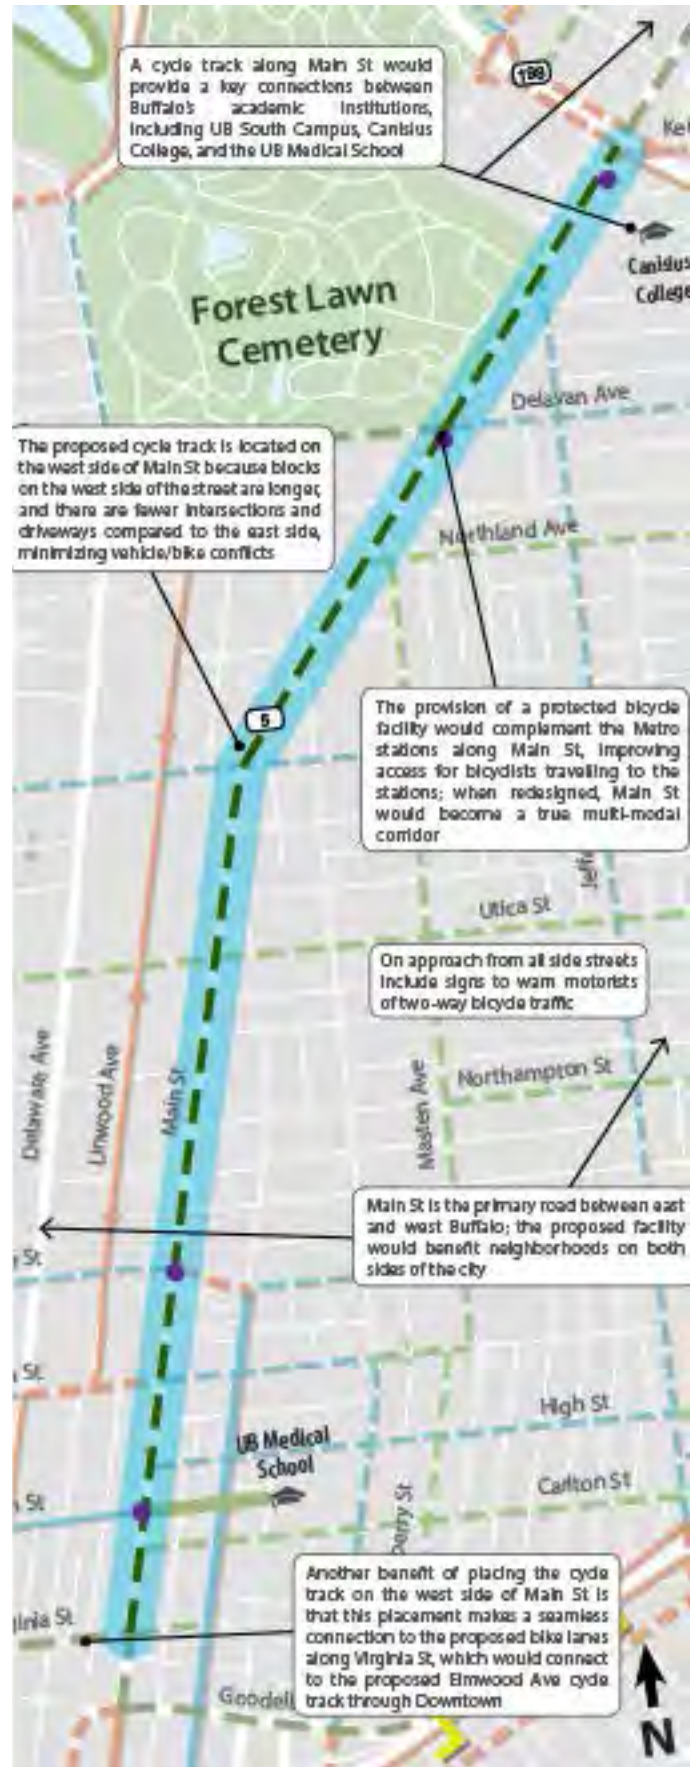 A cycle track along Main St would
provide a key connections between
Buffalo's academic institutions,
including UB South Campus, Canisius
College, and the UB Medical School
198
Canisius
College
Forest Lawn
Cemetery
Delavan Ave
The proposed cycle track is located on
the west side of Main St because blocks
on the west side of the street are longer,
and there are fewer intersections and
driveways compared to the east side,
minimizing vehicle/bike conflicts
Northland Ave
5
The provision of a protected bicycle
facility would complement the Metro
stations along Main St, improving
access for bicyclists travelling to the
stations; when redesigned, Main St
would become a true multi-modal
corridor
Utica St
On approach from all side streets
include signs to warn motorists
of two-way bicycle traffic
Delaware Ave
Linwood Ave
Main St
Masten Ave
Northampton St
Main St is the primary road between east
and west Buffalo; the proposed facility
would benefit neighborhoods on both
sides of the city
St
St
High St
UB Medical
School
Carlton St
St
Another benefit of placing the cycle
track on the west side of Main St is
that this placement makes a seamless
connection to the proposed bike lanes
along Virginia St, which would connect
to the proposed Elmwood Ave cycle
track through Downtown
ginia St
Goodell
N